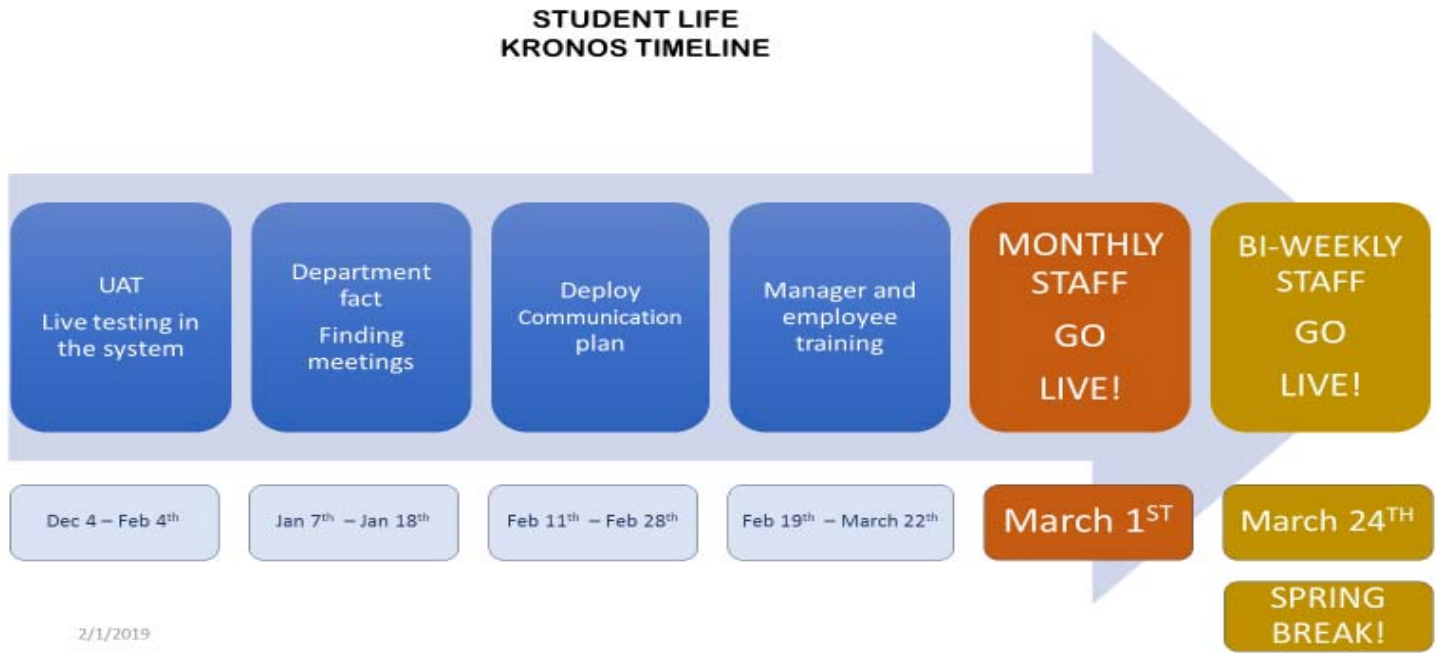 STUDENT LIFE
KRONOS TIMELINE
UAT
Live testing in
the system
Department
fact
Finding
meetings
Deploy
Communication
plan
Manager and
employee
training
MONTHLY
STAFF
GO
LIVE!
BI-WEEKLY
STAFF
GO
LIVE!
Dec 4 – Feb 4th
Jan 7th – Jan 18th
Feb 11th – Feb 28th
Feb 19th – March 22th
March 1ST
March 24TH
SPRING
BREAK!
2/1/2019